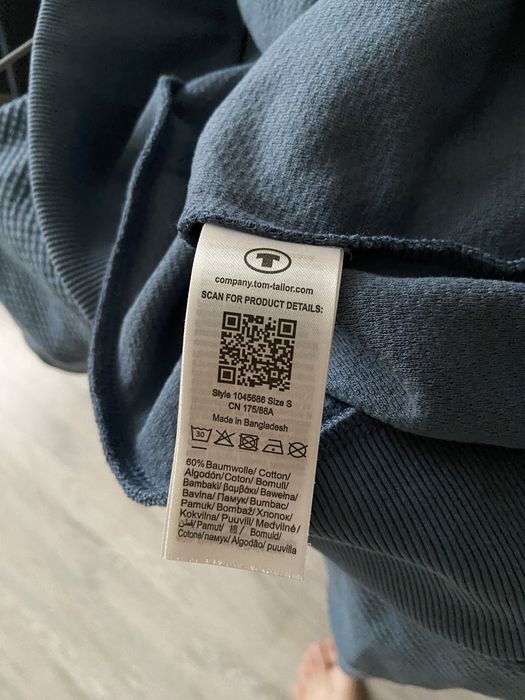 T
company.tom-tailor.com
SCAN FOR PRODUCT DETAILS:
Style 1045686 Size S
CN 175/88A
Made in Bangladesh
30
60% Baumwolle/ Cotton/
Algodón/ Coton/ Bomull/
Bambaki/ βαμβάκι/ Bawełna/
Bavlna/ Памук/ Bumbac/
Pamuk/ Bombaž/ Хлопок/
Kokvilna/ Puuvill/ Medvilnė/
قطن/ Pamut/ 棉/ Bomuld/
Cotone/памук/ Algodão/ puuvilla